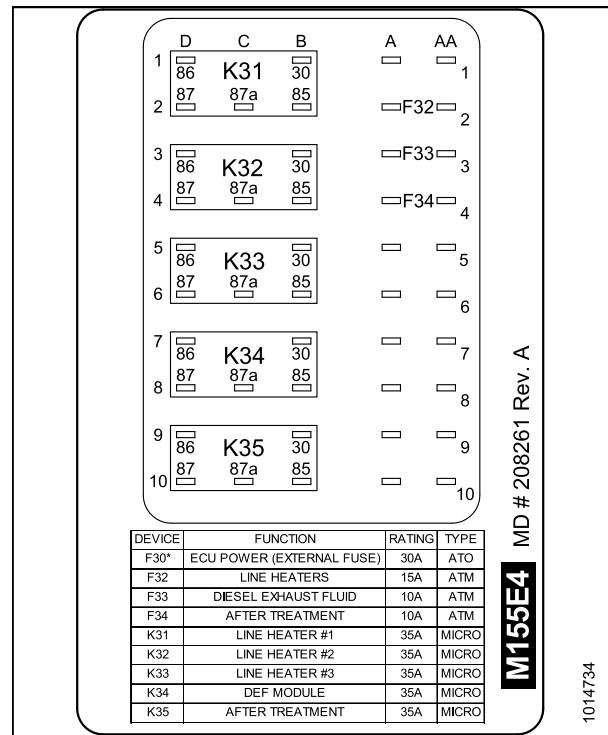 D C B A AA
1 86 K31 30 1
2 87 87a 85 F32 2
3 86 K32 30 F33 3
4 87 87a 85 F34 4
5 86 K33 30 5
6 87 87a 85 6
7 86 K34 30 7
8 87 87a 85 8
9 86 K35 30 9
10 87 87a 85 10
DEVICE FUNCTION RATING TYPE
F30* ECU POWER (EXTERNAL FUSE) 30A ATO
F32 LINE HEATERS 15A ATM
F33 DIESEL EXHAUST FLUID 10A ATM
F34 AFTER TREATMENT 10A ATM
K31 LINE HEATER #1 35A MICRO
K32 LINE HEATER #2 35A MICRO
K33 LINE HEATER #3 35A MICRO
K34 DEF MODULE 35A MICRO
K35 AFTER TREATMENT 35A MICRO
M155E4 MD # 208261 Rev. A
1014734